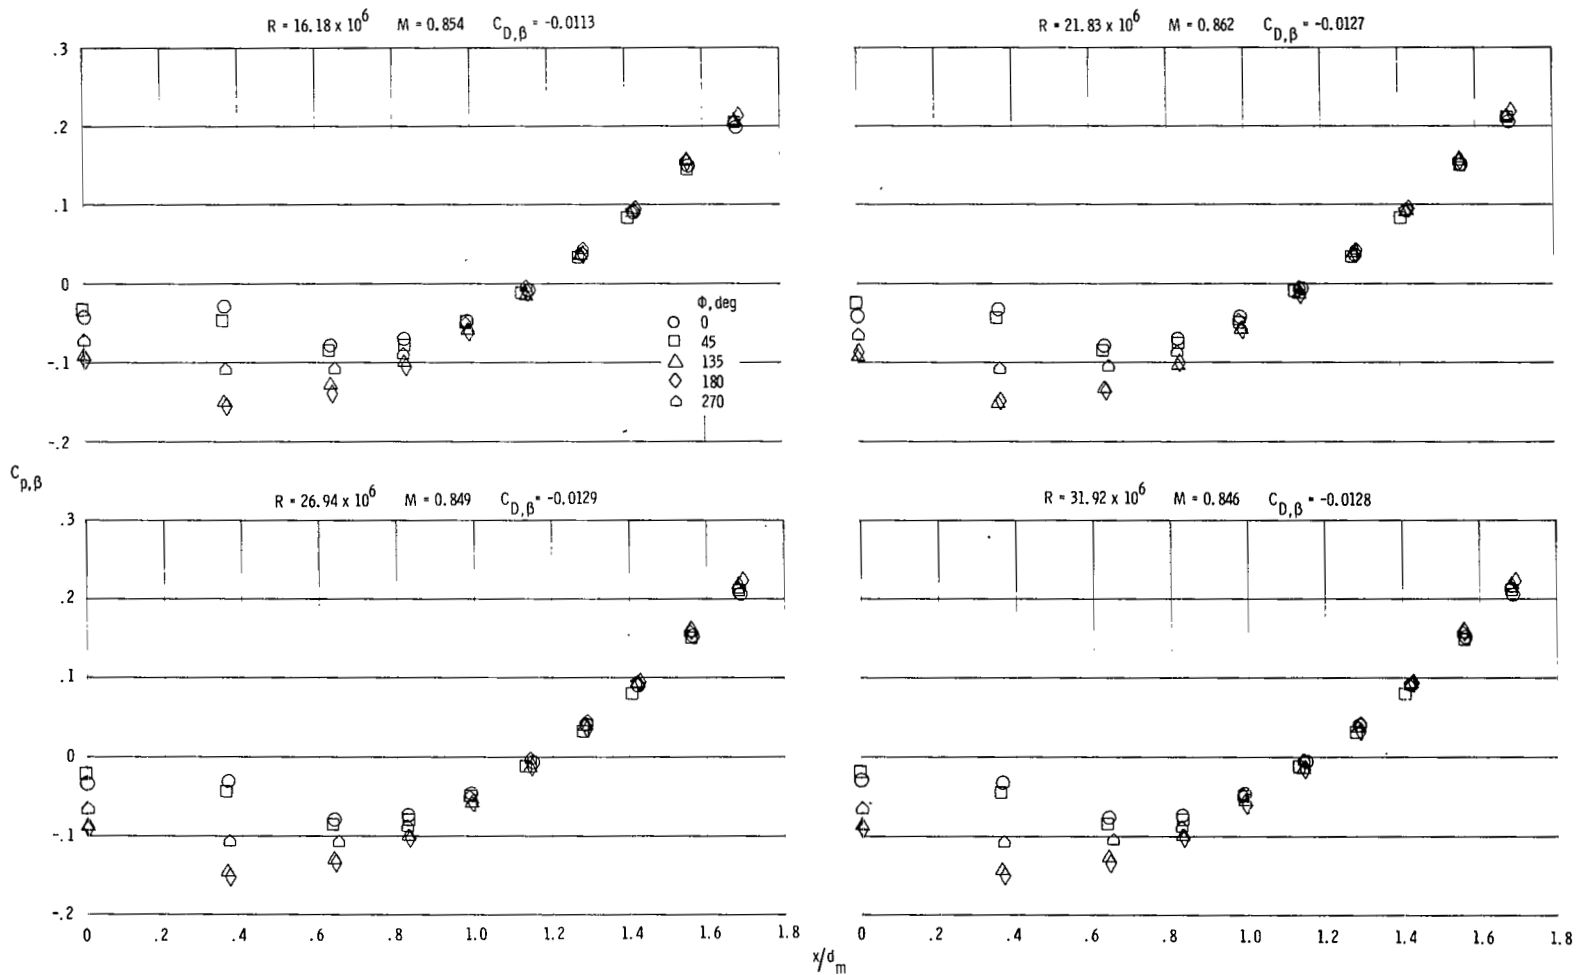 R = 16.18 x 10^6 M = 0.854 C_D,β = -0.0113
R = 21.83 x 10^6 M = 0.862 C_D,β = -0.0127
.3
.2
.1
0
-.1
-.2
Φ, deg
0
45
135
180
270
C_p,β
R = 26.94 x 10^6 M = 0.849 C_D,β = -0.0129
R = 31.92 x 10^6 M = 0.846 C_D,β = -0.0128
.3
.2
.1
0
-.1
-.2
0 .2 .4 .6 .8 1.0 1.2 1.4 1.6 1.8
0 .2 .4 .6 .8 1.0 1.2 1.4 1.6 1.8
x/d_m